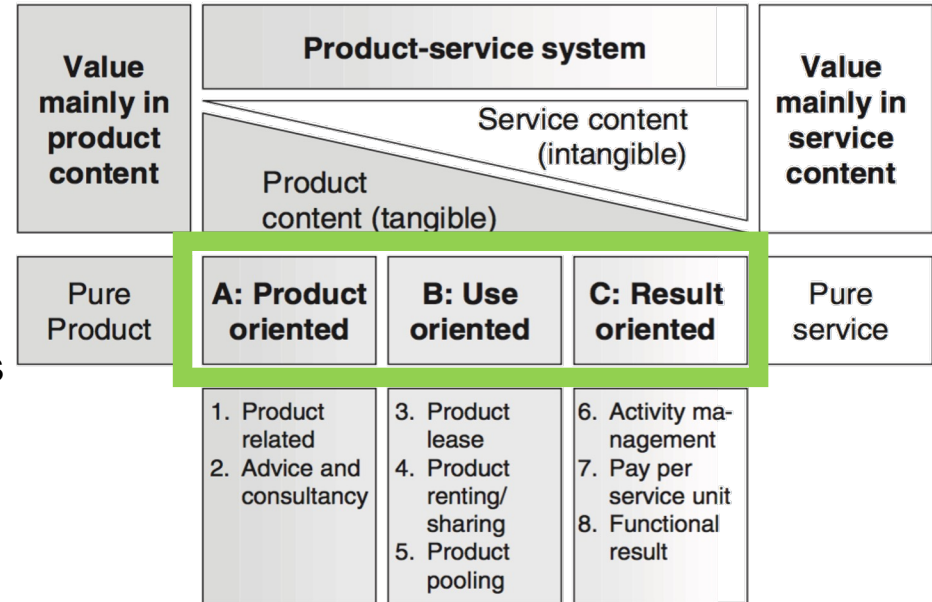 Value
mainly in
product
content
Product-service system
Service content
(intangible)
Product
content (tangible)
Value
mainly in
service
content
Pure
Product
A: Product
oriented
B: Use
oriented
C: Result
oriented
Pure
service
s
1. Product
related
2. Advice and
consultancy
3. Product
lease
4. Product
renting/
sharing
5. Product
pooling
6. Activity ma-
nagement
7. Pay per
service unit
8. Functional
result